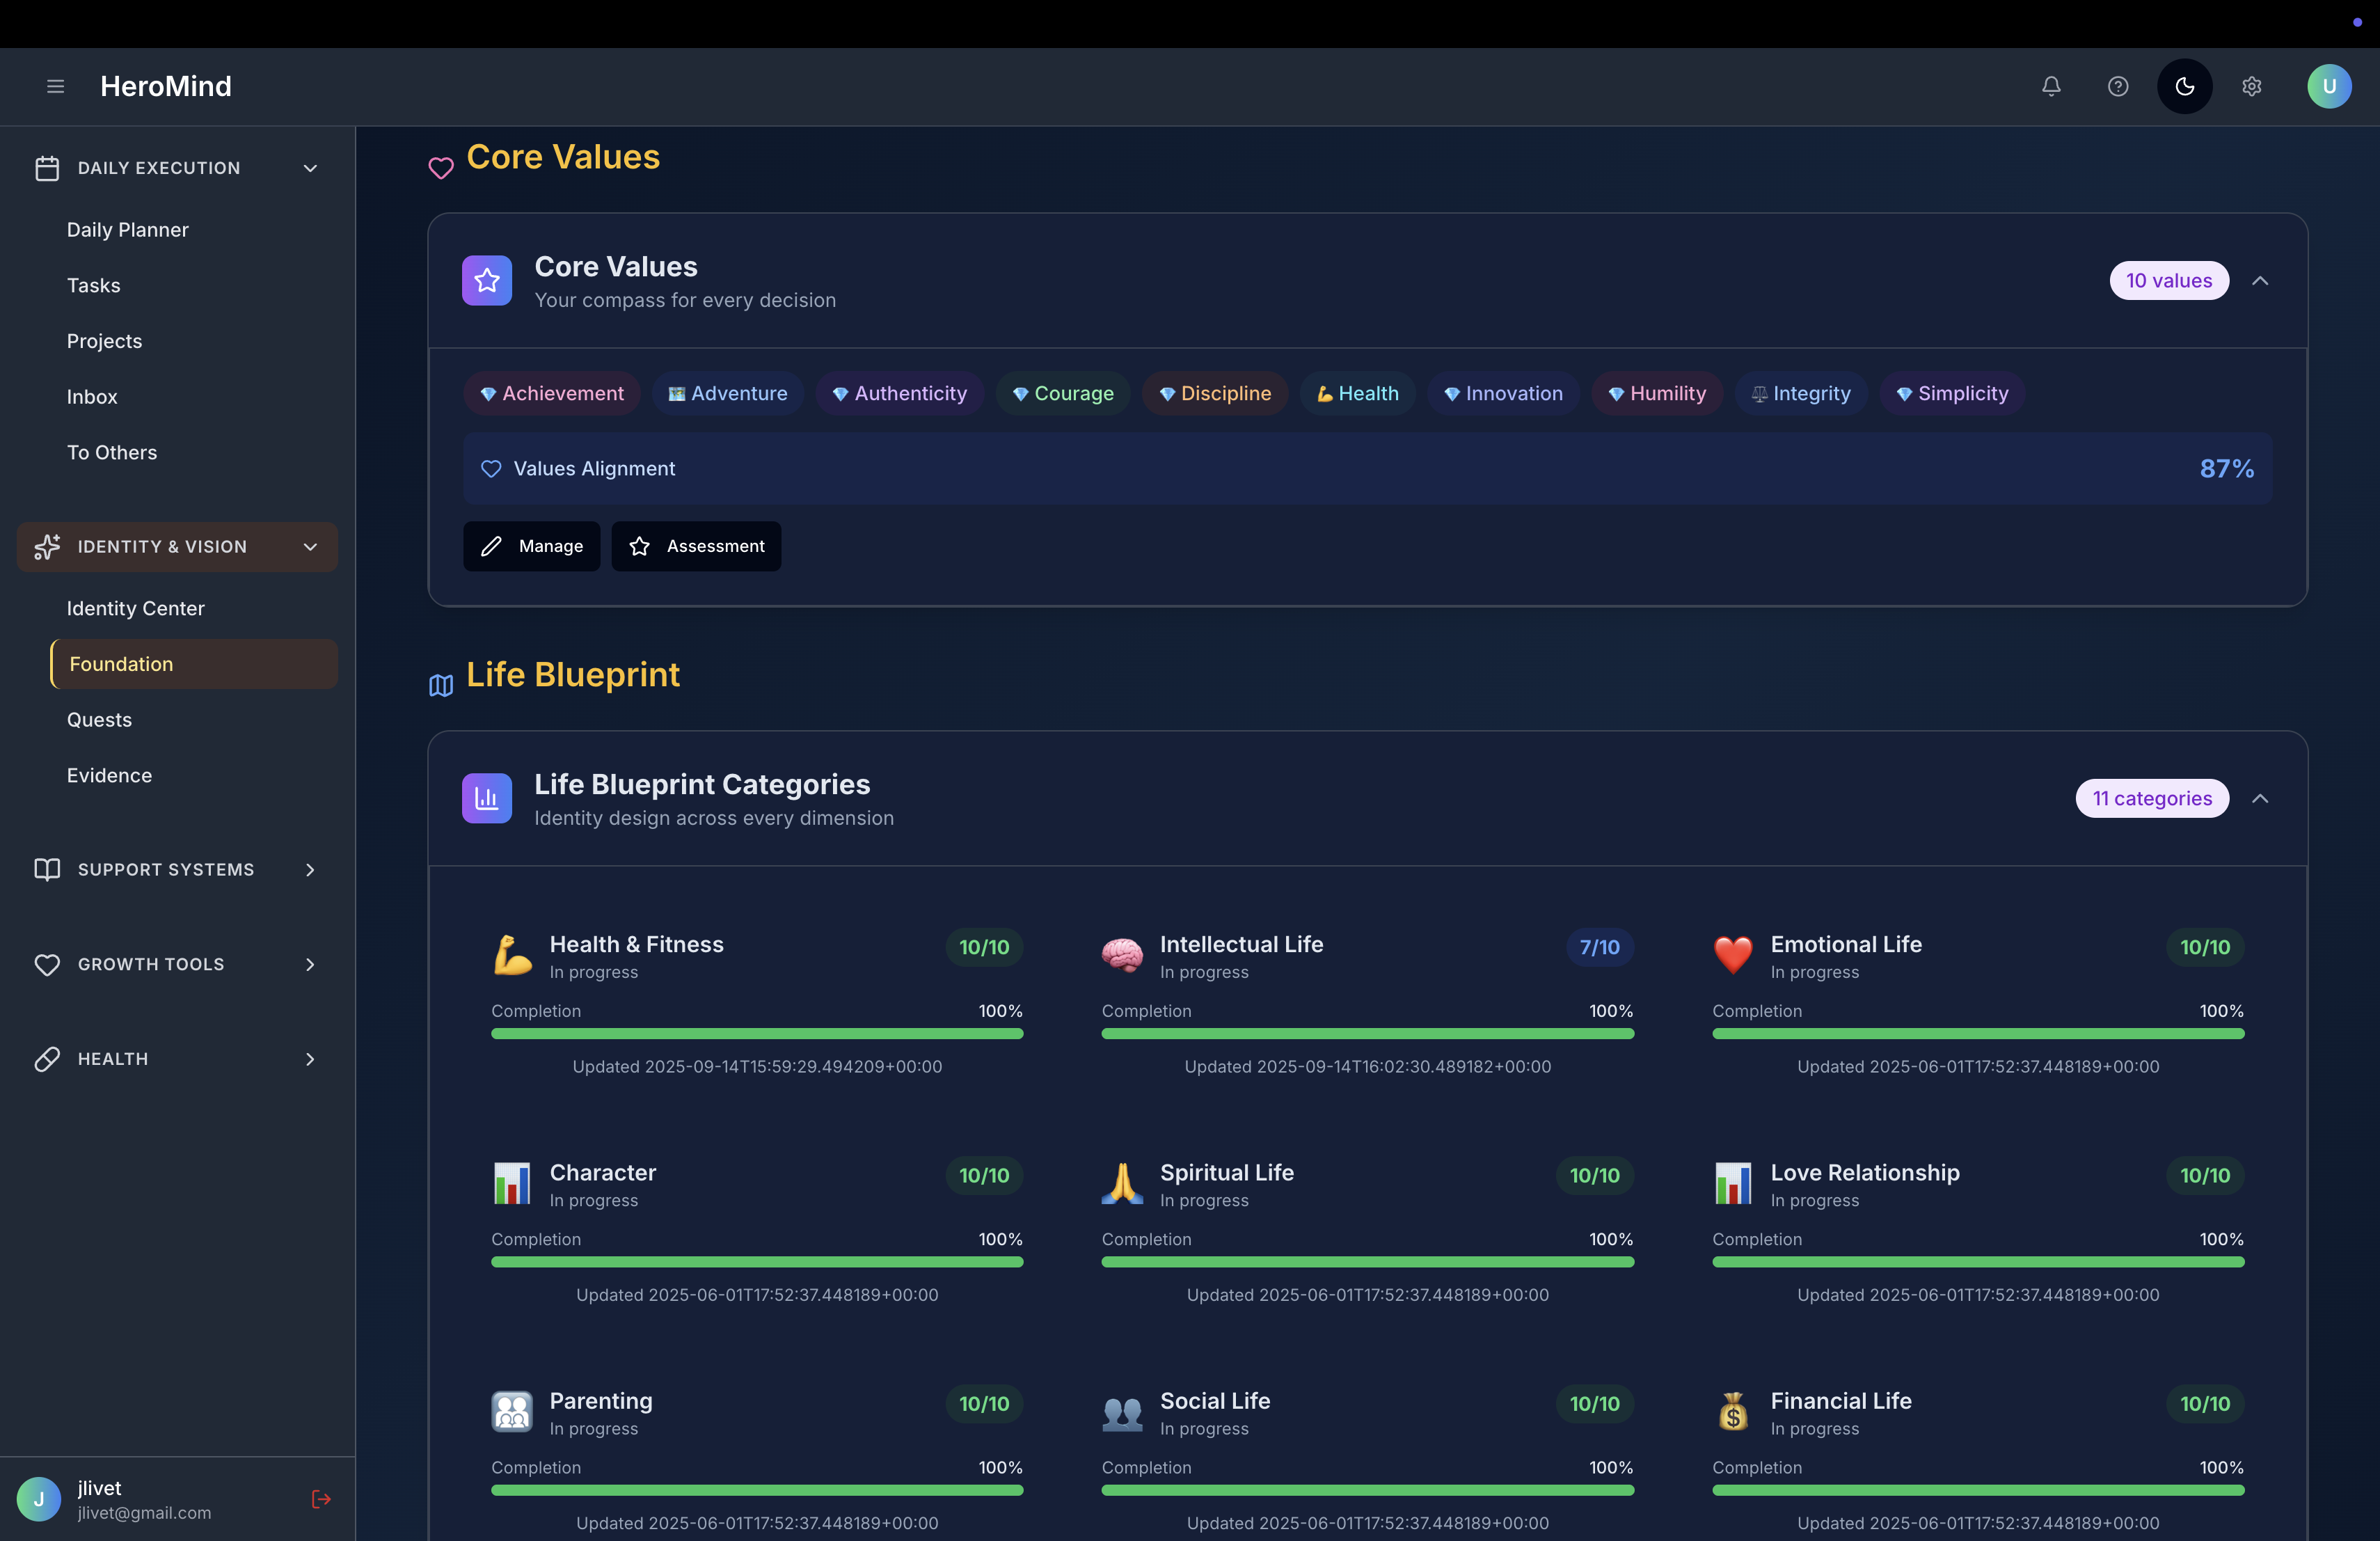 HeroMind
U
DAILY EXECUTION
Daily Planner
Tasks
Projects
Inbox
To Others
IDENTITY & VISION
Identity Center
Foundation
Quests
Evidence
SUPPORT SYSTEMS
GROWTH TOOLS
HEALTH
J
jlivet
jlivet@gmail.com
Core Values
Core Values
Your compass for every decision
10 values
Achievement Adventure Authenticity Courage Discipline Health Innovation Humility Integrity Simplicity
Values Alignment 87%
Manage Assessment
Life Blueprint
Life Blueprint Categories
Identity design across every dimension
11 categories
Health & Fitness 10/10
In progress
Completion 100%
Updated 2025-09-14T15:59:29.494209+00:00
Intellectual Life 7/10
In progress
Completion 100%
Updated 2025-09-14T16:02:30.489182+00:00
Emotional Life 10/10
In progress
Completion 100%
Updated 2025-06-01T17:52:37.448189+00:00
Character 10/10
In progress
Completion 100%
Updated 2025-06-01T17:52:37.448189+00:00
Spiritual Life 10/10
In progress
Completion 100%
Updated 2025-06-01T17:52:37.448189+00:00
Love Relationship 10/10
In progress
Completion 100%
Updated 2025-06-01T17:52:37.448189+00:00
Parenting 10/10
In progress
Completion 100%
Updated 2025-06-01T17:52:37.448189+00:00
Social Life 10/10
In progress
Completion 100%
Updated 2025-06-01T17:52:37.448189+00:00
Financial Life 10/10
In progress
Completion 100%
Updated 2025-06-01T17:52:37.448189+00:00